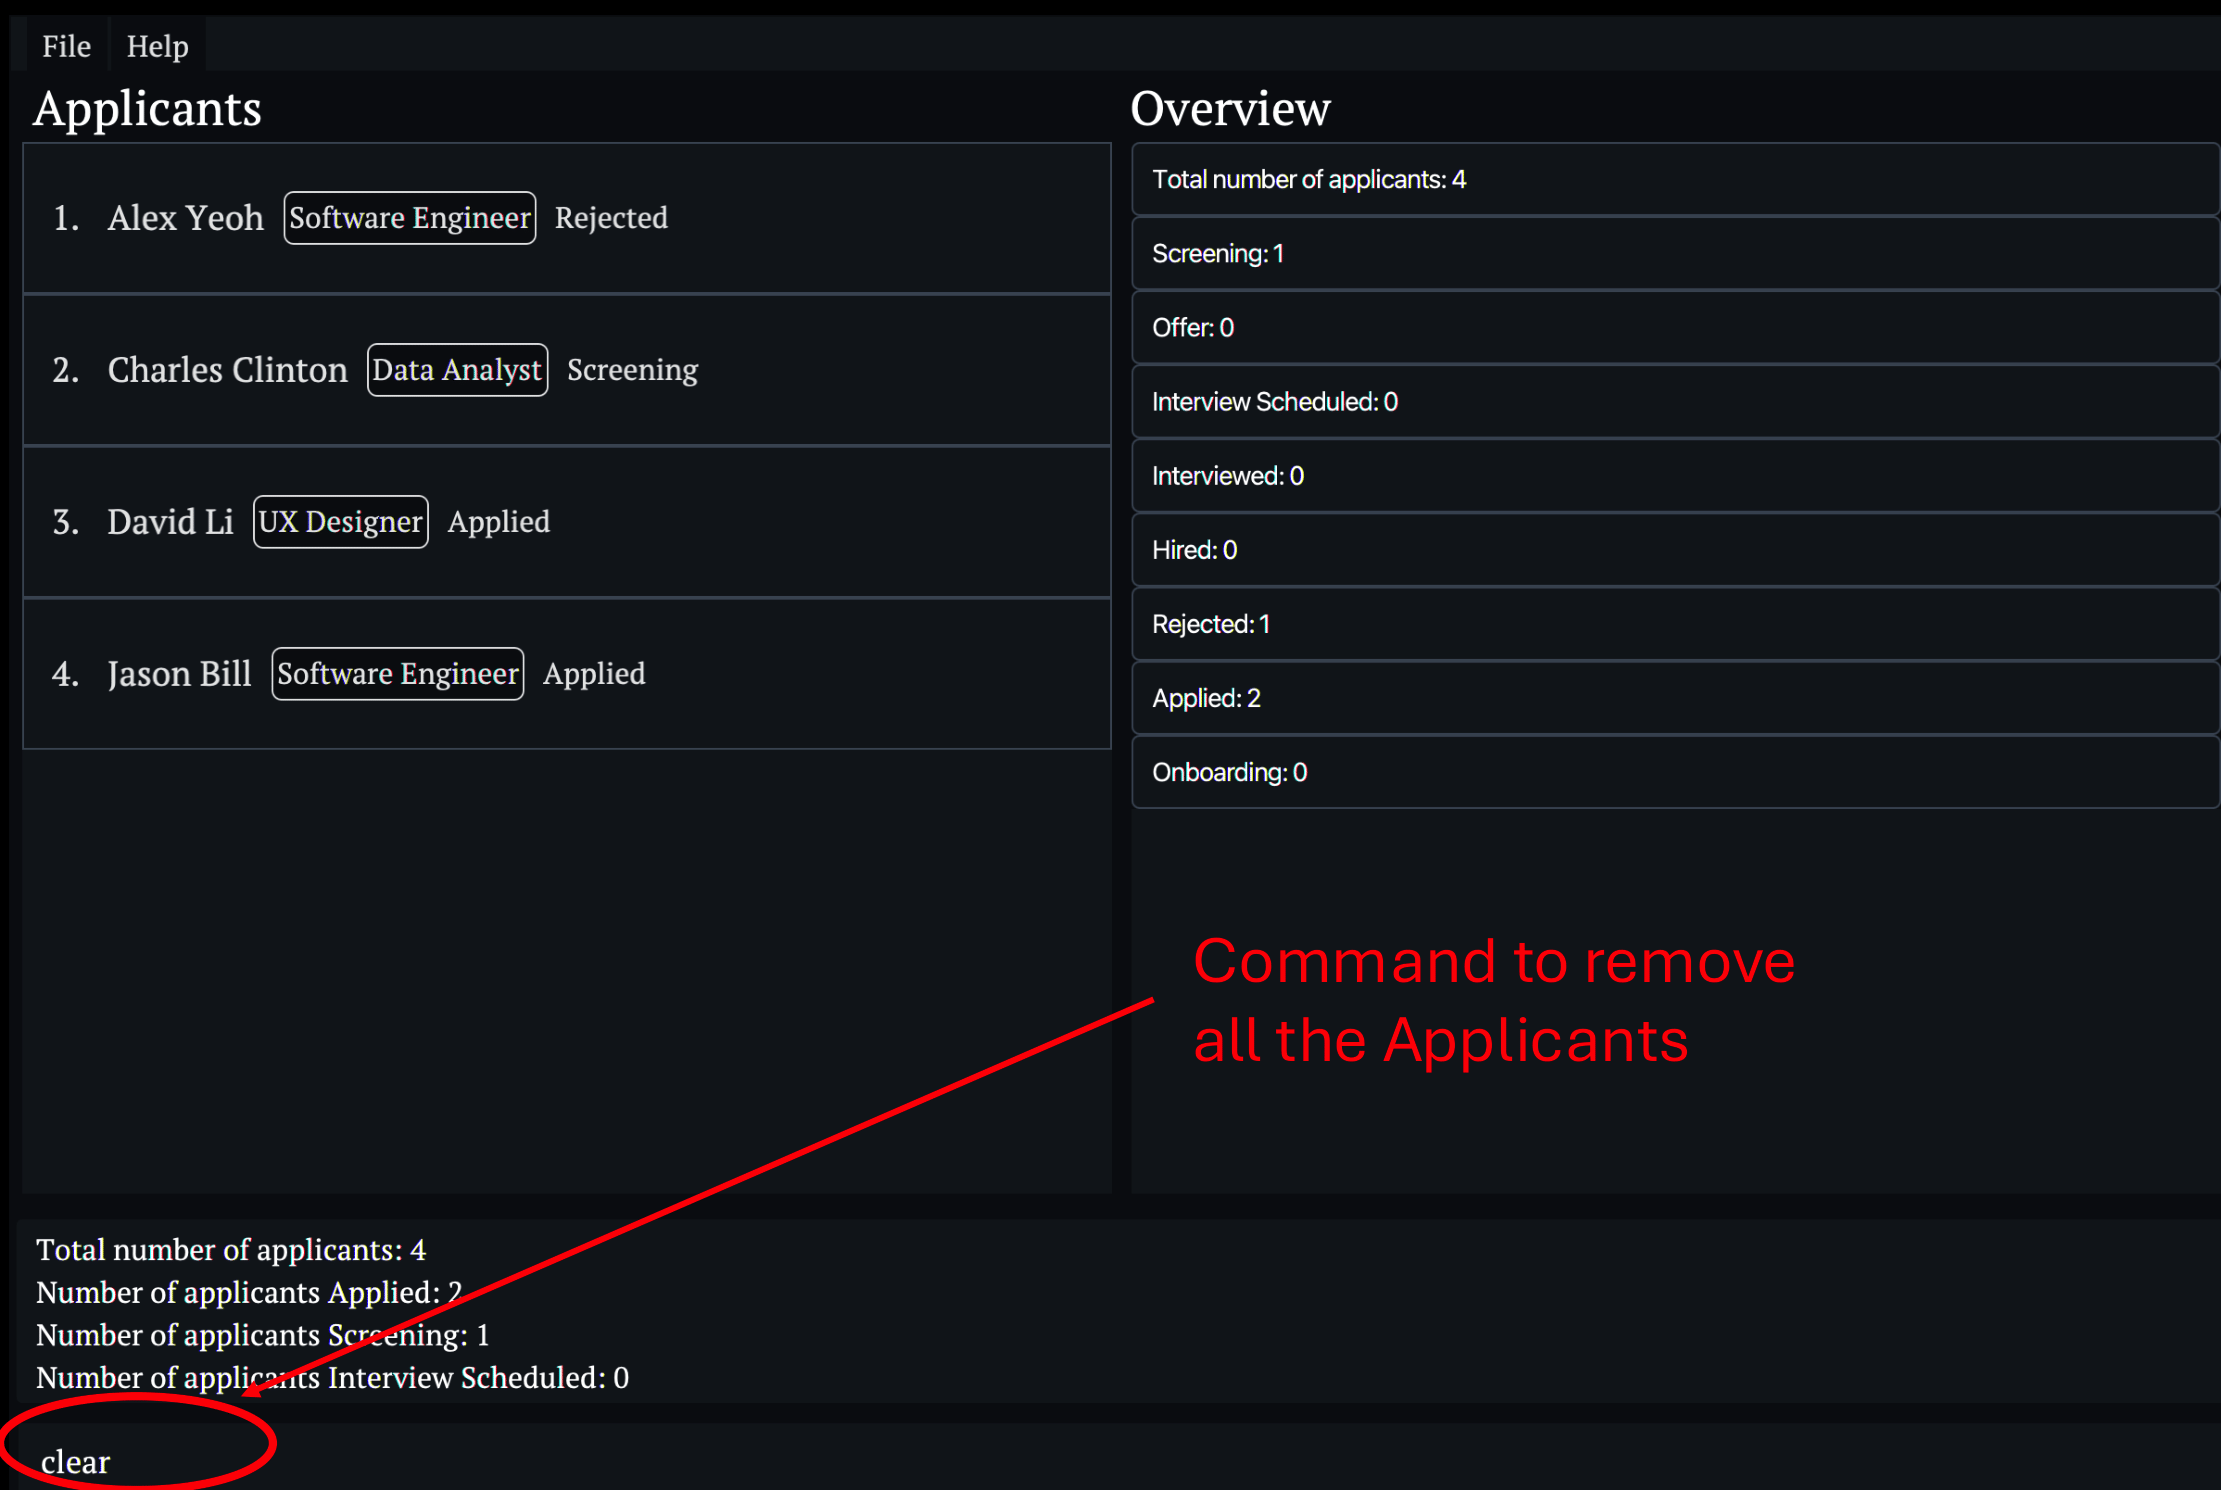 File Help
Applicants
1. Alex Yeoh Software Engineer Rejected
2. Charles Clinton Data Analyst Screening
3. David Li UX Designer Applied
4. Jason Bill Software Engineer Applied
Overview
Total number of applicants: 4
Screening: 1
Offer: 0
Interview Scheduled: 0
Interviewed: 0
Hired: 0
Rejected: 1
Applied: 2
Onboarding: 0
Command to remove
all the Applicants
Total number of applicants: 4
Number of applicants Applied: 2
Number of applicants Screening: 1
Number of applicants Interview Scheduled: 0
clear